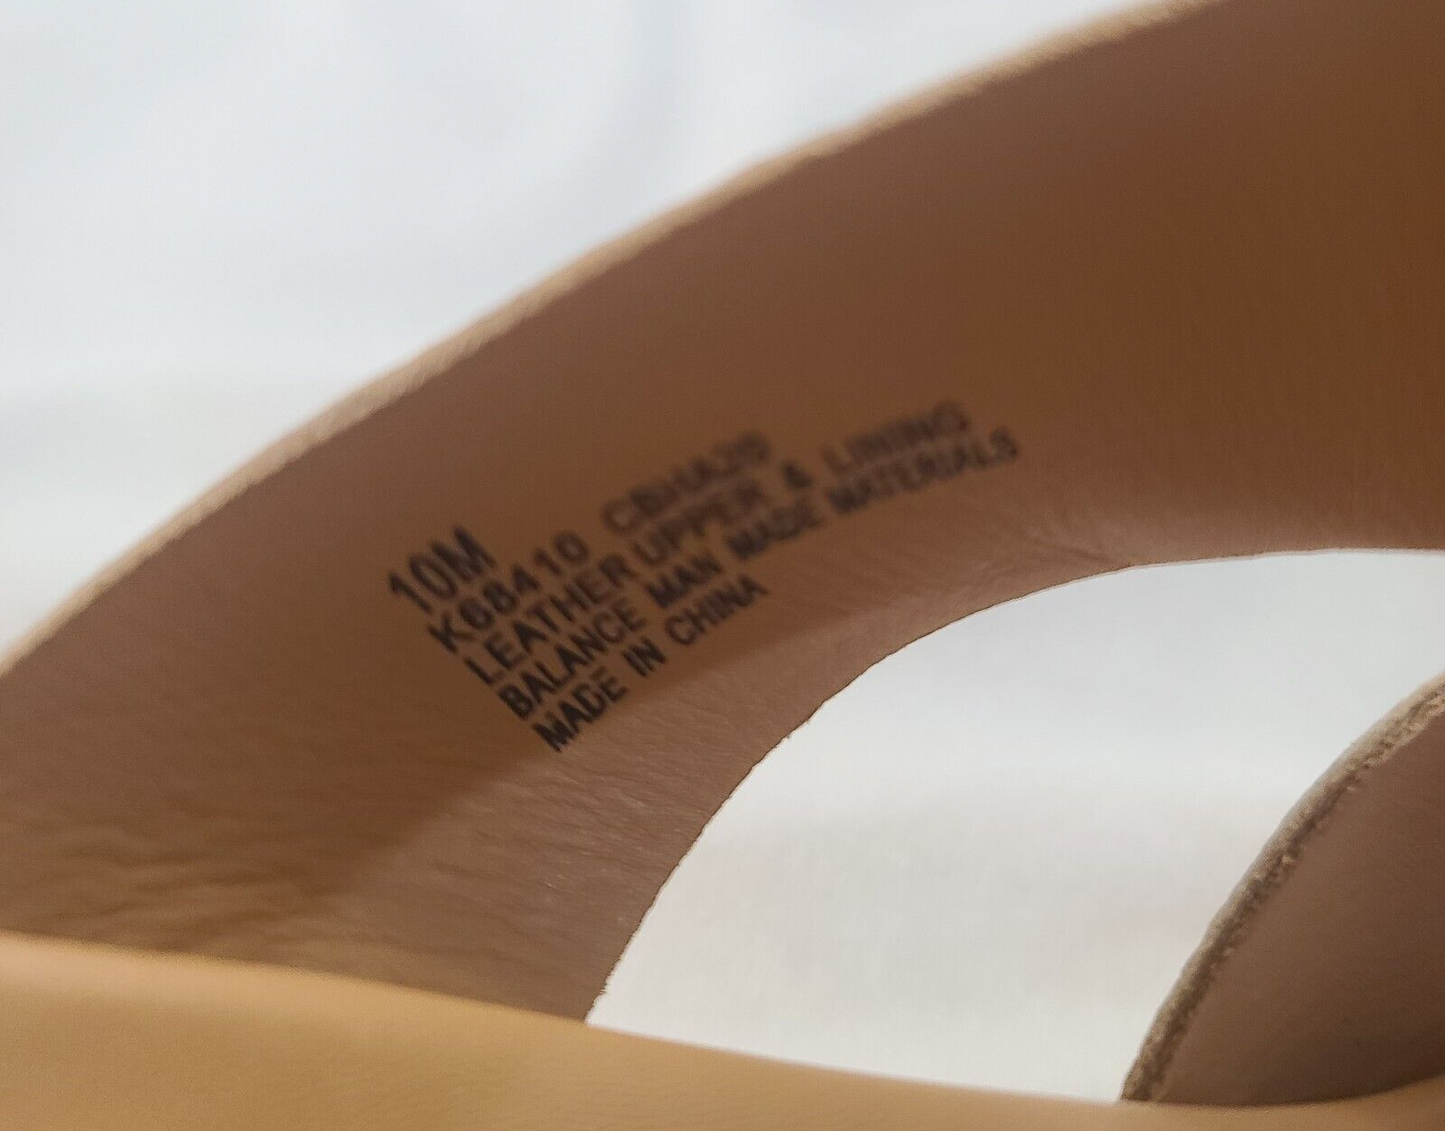 10M
K68410 CBHA20
LEATHER UPPER & LINING
BALANCE MAN MADE MATERIALS
MADE IN CHINA